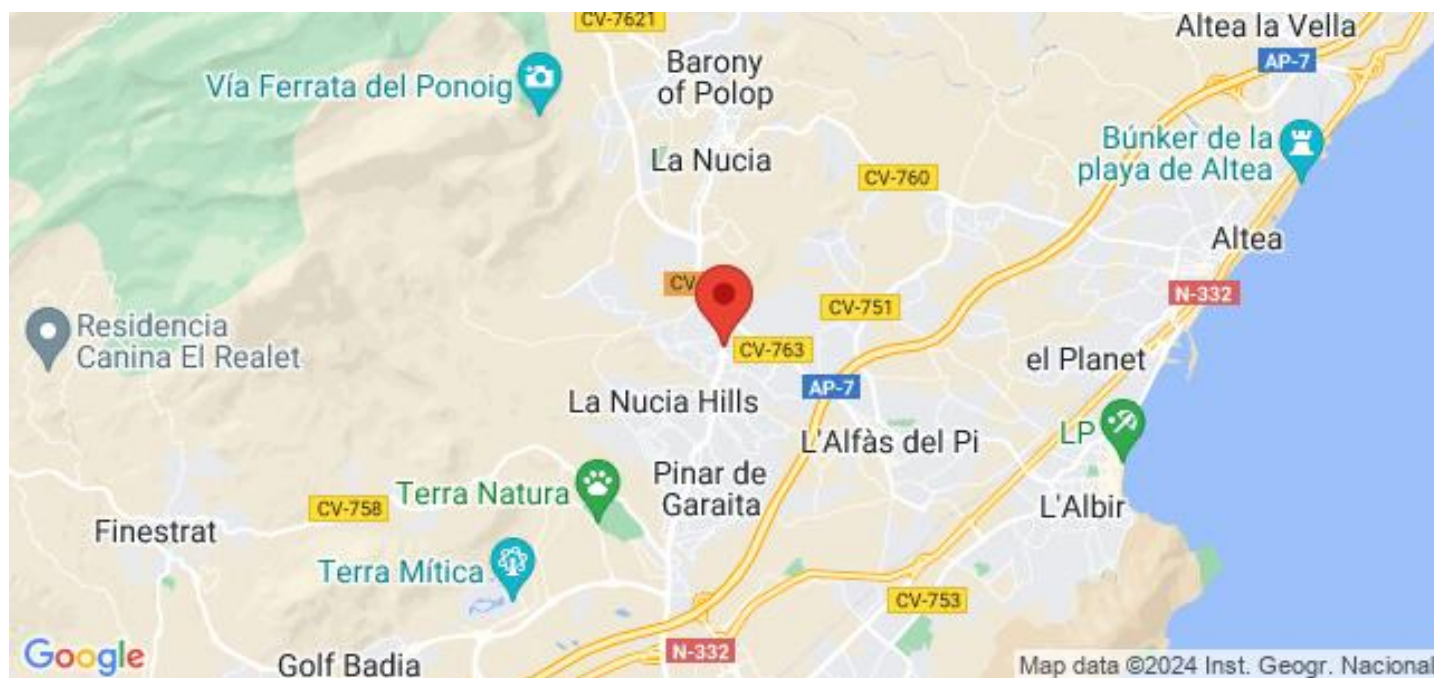 CV-7621
Altea la Vella
AP-7
Barony
of Polop
Vía Ferrata del Ponoig
Búnker de la
playa de Altea
La Nucia
CV-760
Altea
CV
N-332
CV-751
Residencia
Canina El Realet
CV-763
el Planet
AP-7
La Nucia Hills
LP
L'Alfàs del Pi
Pinar de
Garaita
Terra Natura
CV-758
L'Albir
Finestrat
Terra Mítica
CV-753
N-332
Golf Badia
Google
Map data ©2024 Inst. Geogr. Nacional